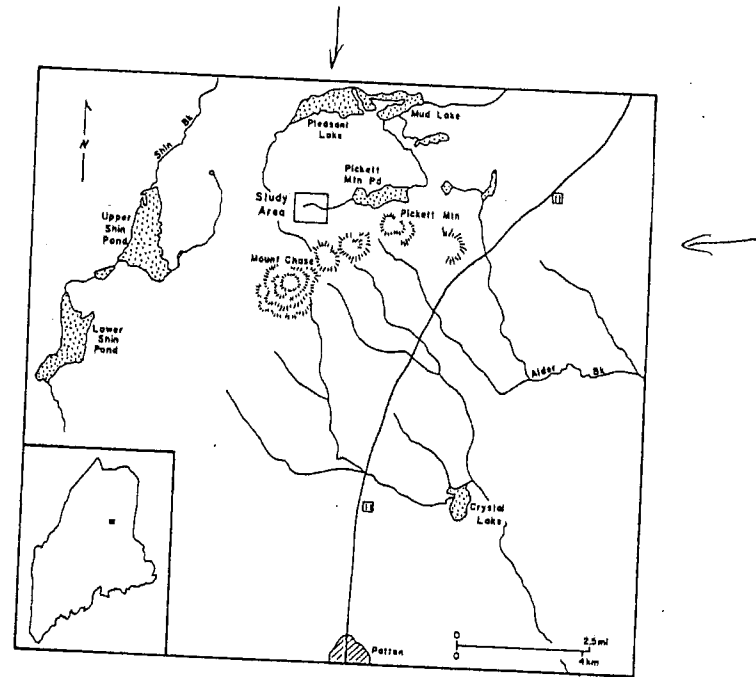 N
Shin Bk
Pleasant
Lake
Mud Lake
Pickett
Mtn Pd
Study
Area
Pickett Mtn
11
Upper
Shin
Pond
Mount Chase
Lower
Shin
Pond
Alder Bk
11
Crystal
Lake
Patten
0 2.5 mi
0 4 km